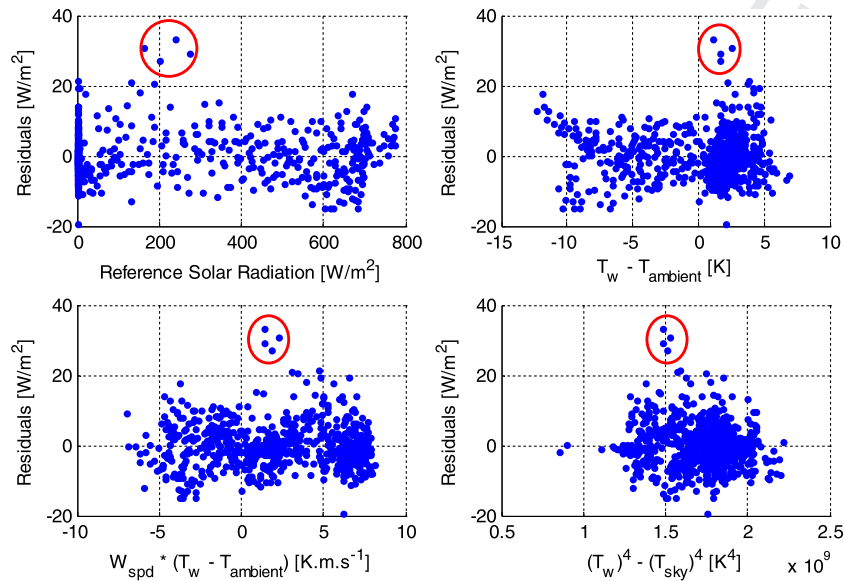 40
20
0
-20
Residuals [W/m²]
0 200 400 600 800
Reference Solar Radiation [W/m²]
40
20
0
-20
Residuals [W/m²]
-15 -10 -5 0 5 10
T_w - T_ambient [K]
40
20
0
-20
Residuals [W/m²]
-10 -5 0 5 10
W_spd * (T_w - T_ambient) [K.m.s⁻¹]
40
20
0
-20
Residuals [W/m²]
0.5 1 1.5 2 2.5
x 10⁹
(T_w)⁴ - (T_sky)⁴ [K⁴]